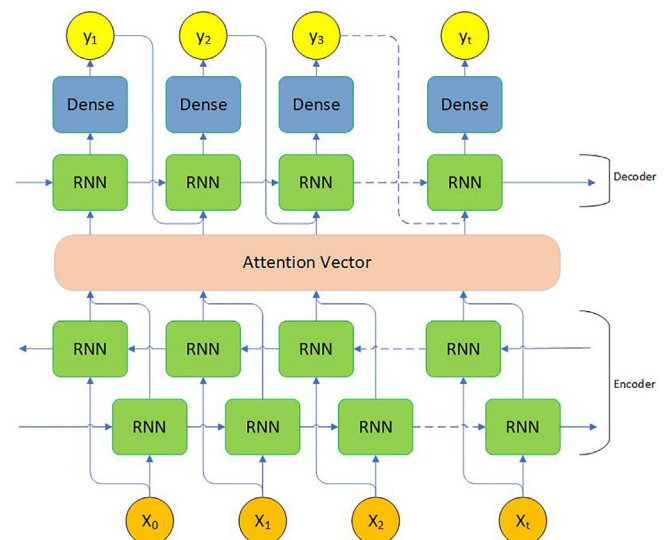 y1 y2 y3 yt
Dense Dense Dense Dense
RNN RNN RNN RNN Decoder
Attention Vector
RNN RNN RNN RNN
Encoder
RNN RNN RNN RNN
X0 X1 X2 Xt